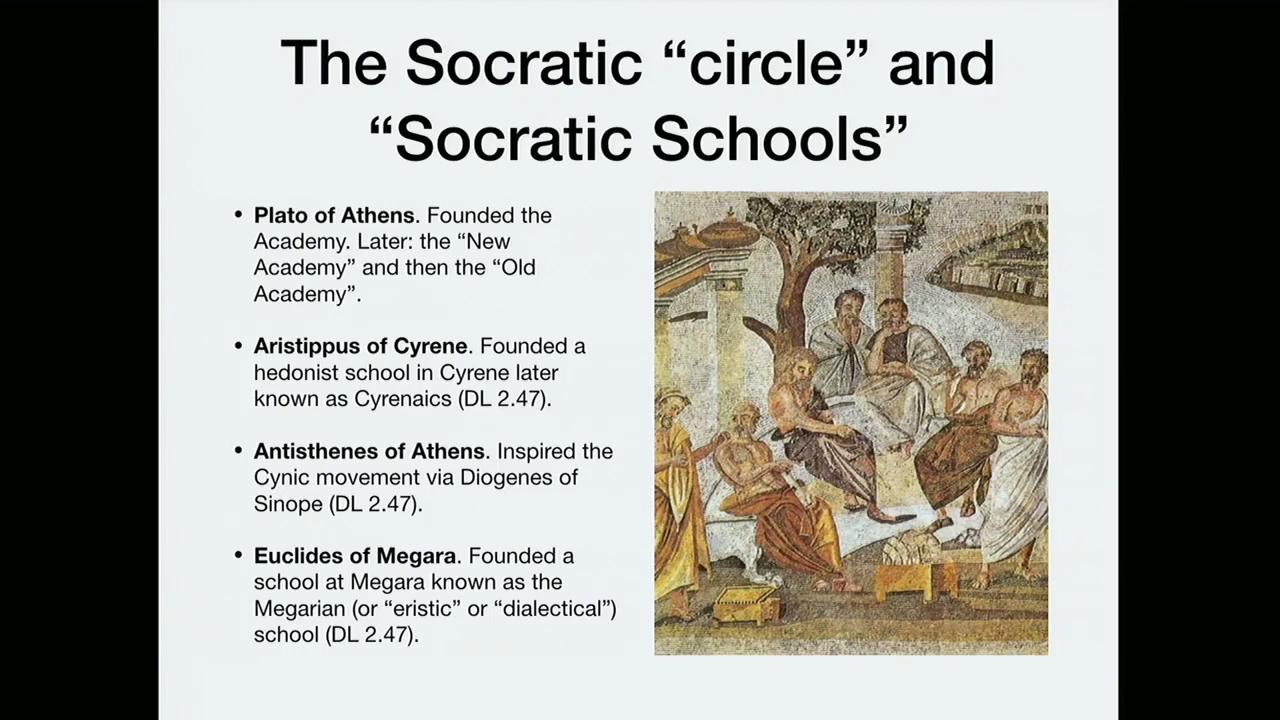 The Socratic “circle” and
“Socratic Schools”
• Plato of Athens. Founded the
Academy. Later: the “New
Academy” and then the “Old
Academy”.
• Aristippus of Cyrene. Founded a
hedonist school in Cyrene later
known as Cyrenaics (DL 2.47).
• Antisthenes of Athens. Inspired the
Cynic movement via Diogenes of
Sinope (DL 2.47).
• Euclides of Megara. Founded a
school at Megara known as the
Megarian (or “eristic” or “dialectical”)
school (DL 2.47).